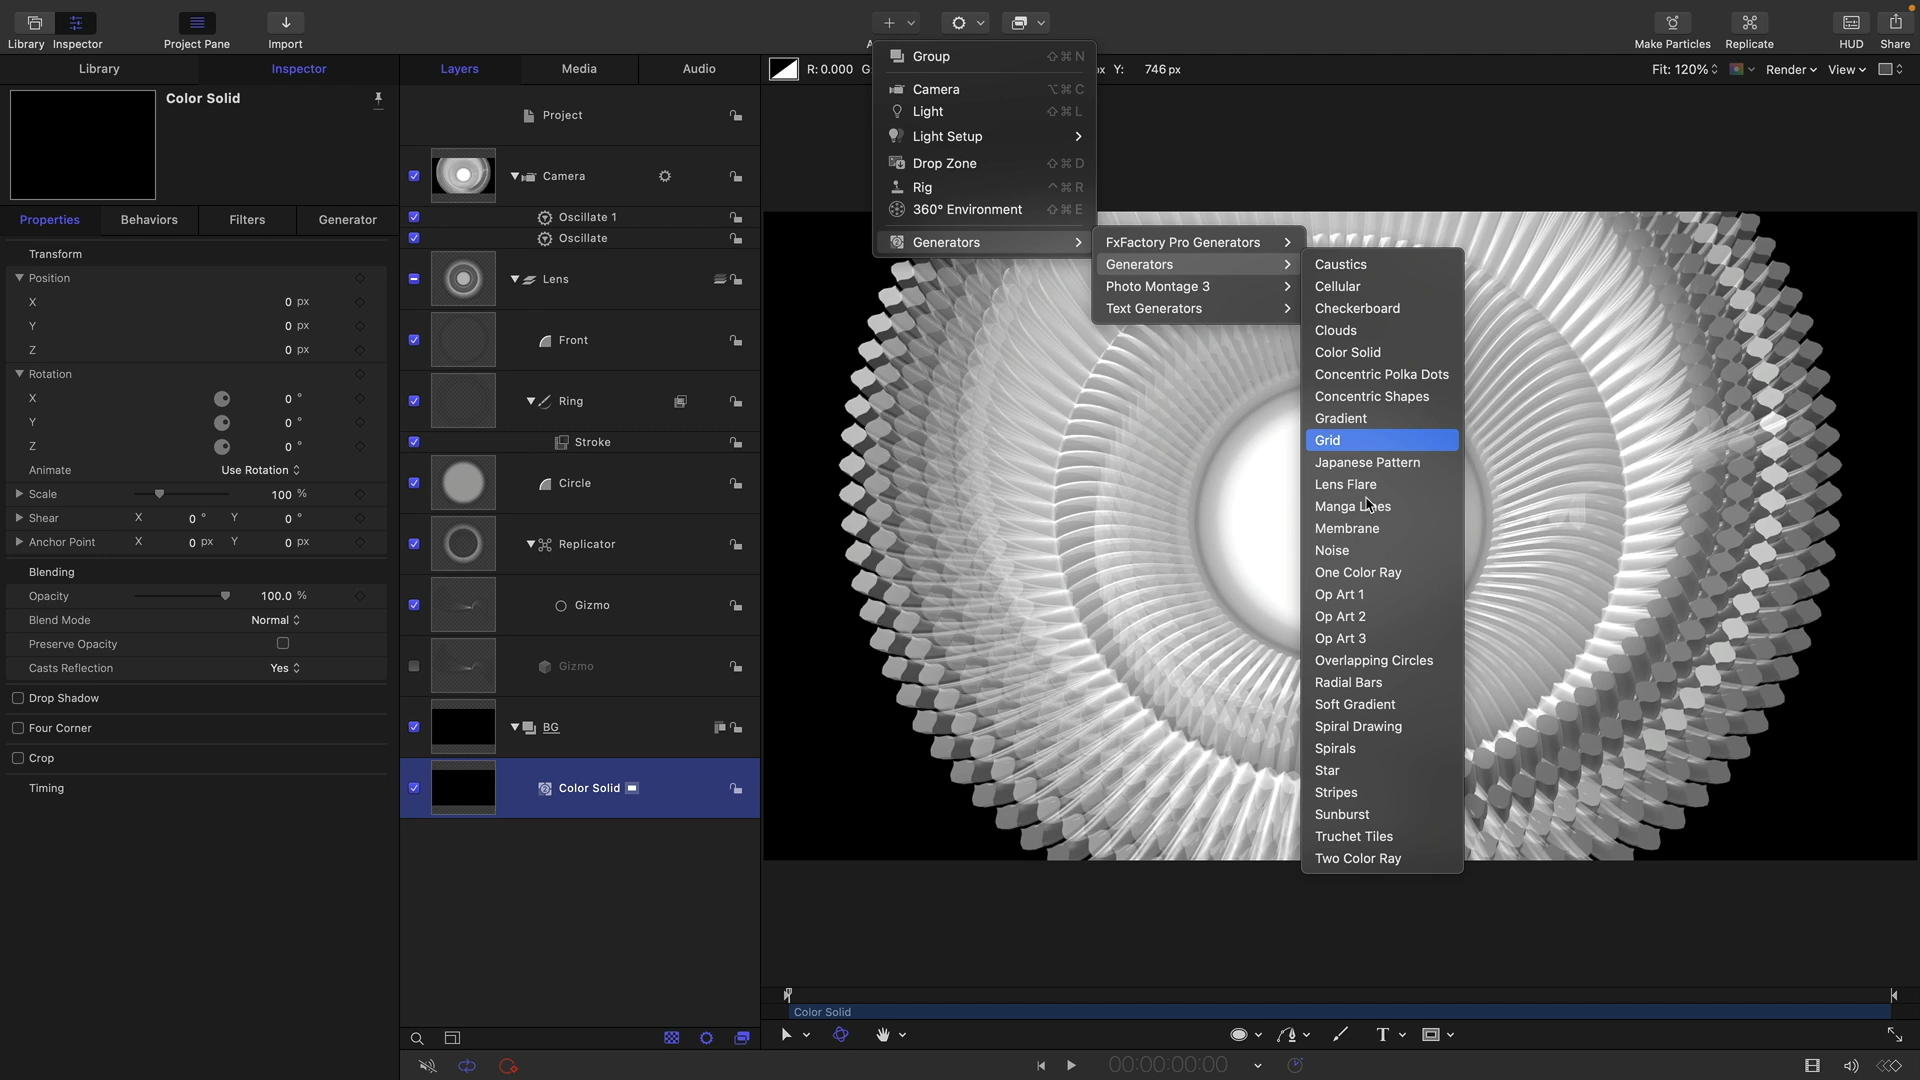 Library Inspector Project Pane Import
Make Particles Replicate HUD Share
Library Inspector
Layers Media Audio
R: 0.000 G: px Y: 746 px
Fit: 120% Render View
Color Solid
Properties Behaviors Filters Generator
Transform
Position
X 0 px
Y 0 px
Z 0 px
Rotation
X 0 °
Y 0 °
Z 0 °
Animate Use Rotation
Scale 100 %
Shear X 0 ° Y 0 °
Anchor Point X 0 px Y 0 px
Blending
Opacity 100.0 %
Blend Mode Normal
Preserve Opacity
Casts Reflection Yes
Drop Shadow
Four Corner
Crop
Timing
Project
Camera
Oscillate 1
Oscillate
Lens
Front
Ring
Stroke
Circle
Replicator
Gizmo
Gizmo
BG
Color Solid
Group ⇧⌘N
Camera ⌥⌘C
Light ⇧⌘L
Light Setup
Drop Zone ⇧⌘D
Rig ^⌘R
360° Environment ⇧⌘E
Generators
FxFactory Pro Generators
Generators
Photo Montage 3
Text Generators
Caustics
Cellular
Checkerboard
Clouds
Color Solid
Concentric Polka Dots
Concentric Shapes
Gradient
Grid
Japanese Pattern
Lens Flare
Manga Lines
Membrane
Noise
One Color Ray
Op Art 1
Op Art 2
Op Art 3
Overlapping Circles
Radial Bars
Soft Gradient
Spiral Drawing
Spirals
Star
Stripes
Sunburst
Truchet Tiles
Two Color Ray
Color Solid
T
00:00:00:00